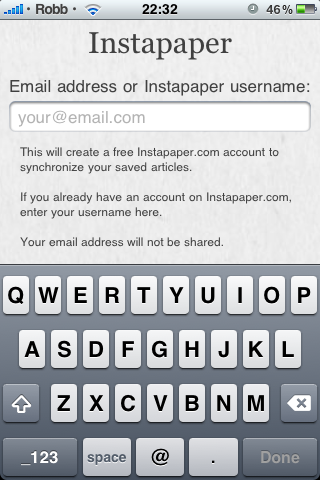 Robb 22:32 46%
Instapaper
Email address or Instapaper username:
your@email.com
This will create a free Instapaper.com account to
synchronize your saved articles.
If you already have an account on Instapaper.com,
enter your username here.
Your email address will not be shared.
Q W E R T Y U I O P
A S D F G H J K L
Z X C V B N M
_123 space @ . Done